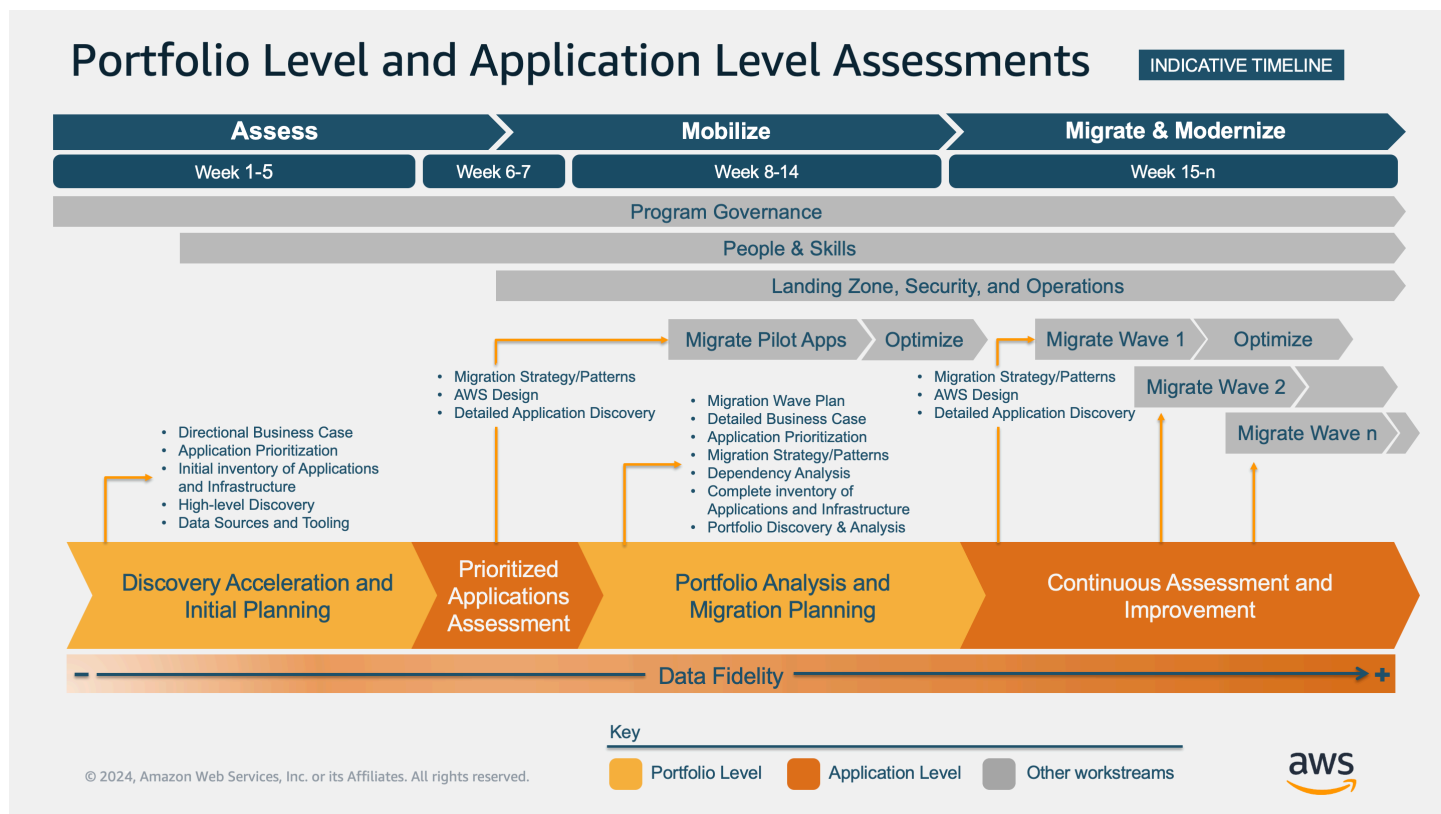 Portfolio Level and Application Level Assessments
INDICATIVE TIMELINE
Assess
Mobilize
Migrate & Modernize
Week 1-5
Week 6-7
Week 8-14
Week 15-n
Program Governance
People & Skills
Landing Zone, Security, and Operations
Migrate Pilot Apps
Optimize
Migrate Wave 1
Optimize
Migrate Wave 2
Migrate Wave n
• Migration Strategy/Patterns
• AWS Design
• Detailed Application Discovery
• Migration Strategy/Patterns
• AWS Design
• Detailed Application Discovery
• Directional Business Case
• Application Prioritization
• Initial inventory of Applications
and Infrastructure
• High-level Discovery
• Data Sources and Tooling
• Migration Wave Plan
• Detailed Business Case
• Application Prioritization
• Migration Strategy/Patterns
• Dependency Analysis
• Complete inventory of
Applications and Infrastructure
• Portfolio Discovery & Analysis
Discovery Acceleration and
Initial Planning
Prioritized
Applications
Assessment
Portfolio Analysis and
Migration Planning
Continuous Assessment and
Improvement
- Data Fidelity +
Key
Portfolio Level
Application Level
Other workstreams
© 2024, Amazon Web Services, Inc. or its Affiliates. All rights reserved.
aws